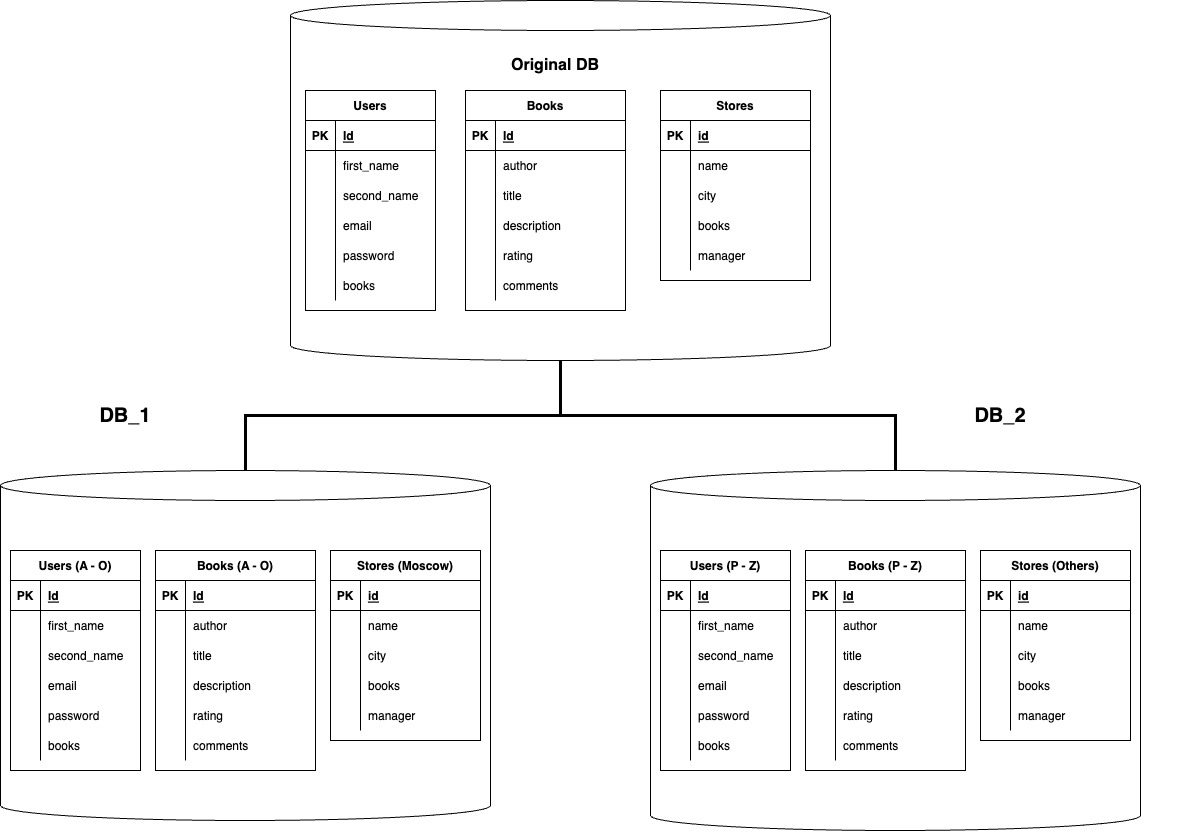 Original DB
Users
PK Id
first_name
second_name
email
password
books
Books
PK Id
author
title
description
rating
comments
Stores
PK id
name
city
books
manager
DB_1
DB_2
Users (A - O)
PK Id
first_name
second_name
email
password
books
Books (A - O)
PK Id
author
title
description
rating
comments
Stores (Moscow)
PK id
name
city
books
manager
Users (P - Z)
PK Id
first_name
second_name
email
password
books
Books (P - Z)
PK Id
author
title
description
rating
comments
Stores (Others)
PK id
name
city
books
manager